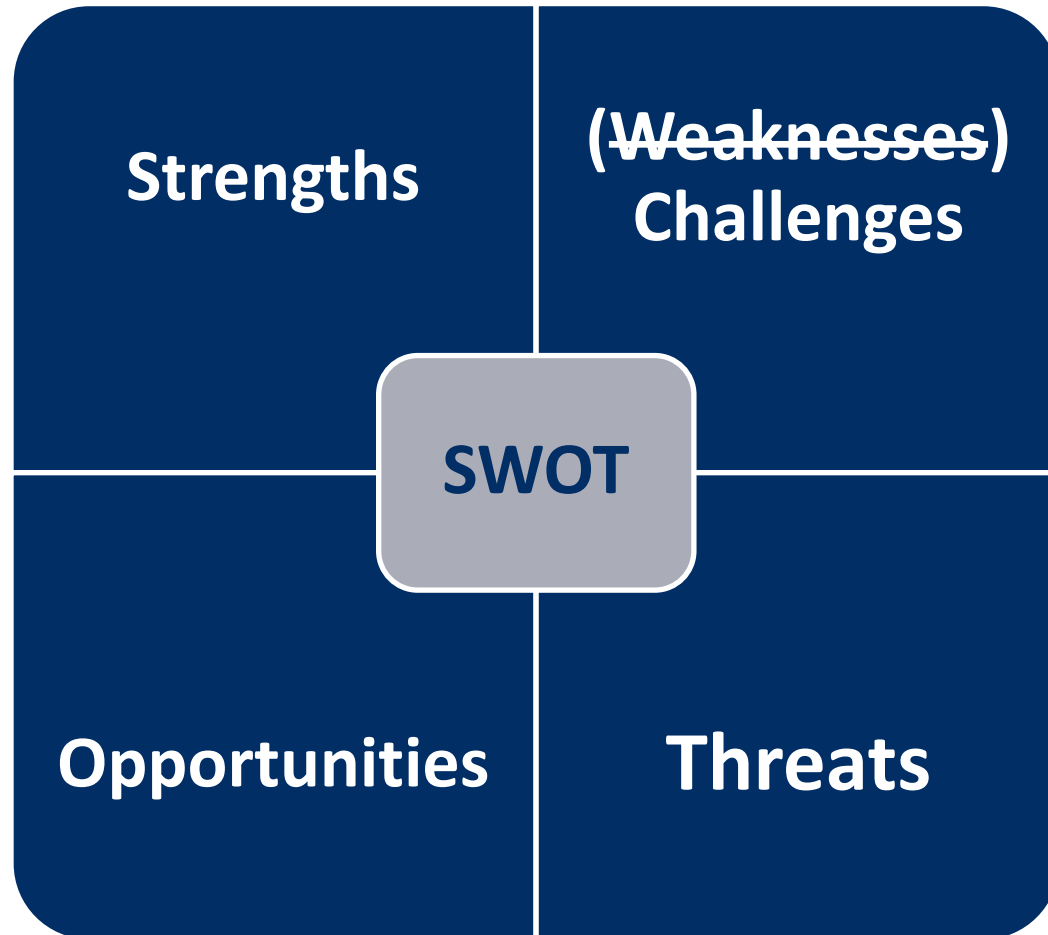 Strengths
(Weaknesses)
Challenges
SWOT
Opportunities
Threats